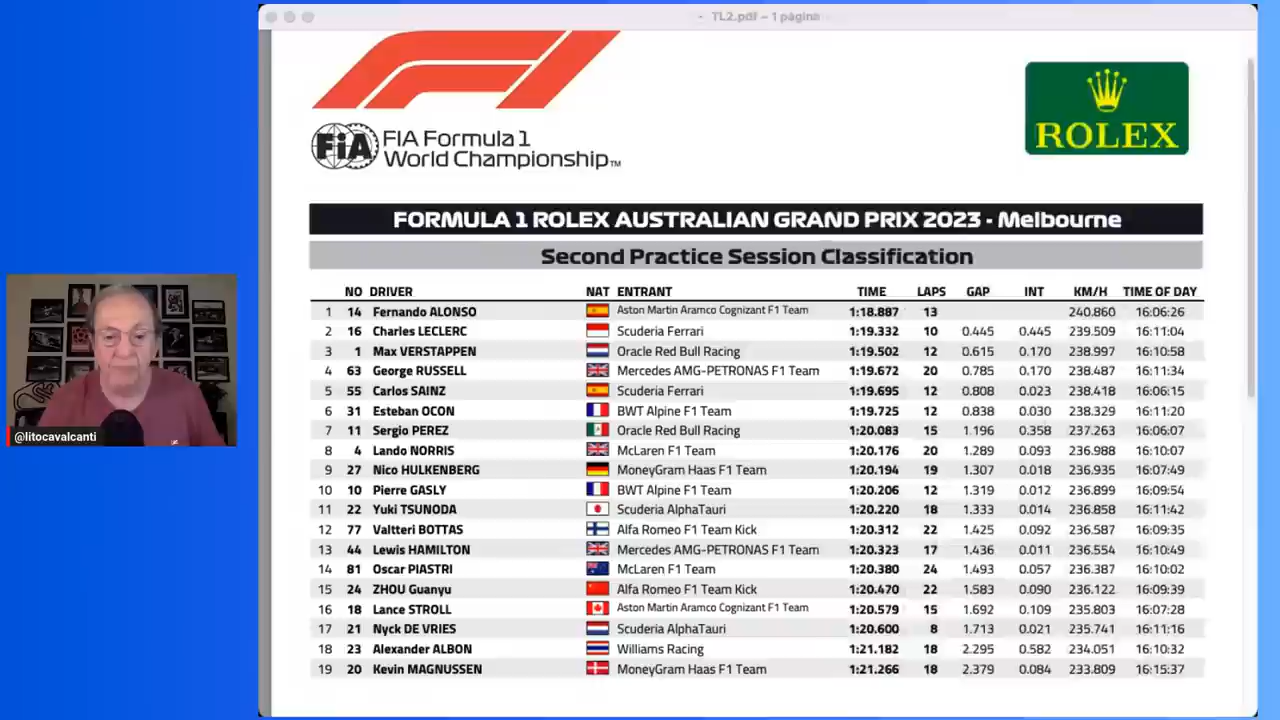 TL2.pdf – 1 página
FIA
FIA Formula 1
World Championship™
ROLEX
FORMULA 1 ROLEX AUSTRALIAN GRAND PRIX 2023 - Melbourne
Second Practice Session Classification
NO DRIVER NAT ENTRANT TIME LAPS GAP INT KM/H TIME OF DAY
1 14 Fernando ALONSO Aston Martin Aramco Cognizant F1 Team 1:18.887 13 240.860 16:06:26
2 16 Charles LECLERC Scuderia Ferrari 1:19.332 10 0.445 0.445 239.509 16:11:04
3 1 Max VERSTAPPEN Oracle Red Bull Racing 1:19.502 12 0.615 0.170 238.997 16:10:58
4 63 George RUSSELL Mercedes AMG-PETRONAS F1 Team 1:19.672 20 0.785 0.170 238.487 16:11:34
5 55 Carlos SAINZ Scuderia Ferrari 1:19.695 12 0.808 0.023 238.418 16:06:15
6 31 Esteban OCON BWT Alpine F1 Team 1:19.725 12 0.838 0.030 238.329 16:11:20
7 11 Sergio PEREZ Oracle Red Bull Racing 1:20.083 15 1.196 0.358 237.263 16:06:07
8 4 Lando NORRIS McLaren F1 Team 1:20.176 20 1.289 0.093 236.988 16:10:07
9 27 Nico HULKENBERG MoneyGram Haas F1 Team 1:20.194 19 1.307 0.018 236.935 16:07:49
10 10 Pierre GASLY BWT Alpine F1 Team 1:20.206 12 1.319 0.012 236.899 16:09:54
11 22 Yuki TSUNODA Scuderia AlphaTauri 1:20.220 18 1.333 0.014 236.858 16:11:42
12 77 Valtteri BOTTAS Alfa Romeo F1 Team Kick 1:20.312 22 1.425 0.092 236.587 16:09:35
13 44 Lewis HAMILTON Mercedes AMG-PETRONAS F1 Team 1:20.323 17 1.436 0.011 236.554 16:10:49
14 81 Oscar PIASTRI McLaren F1 Team 1:20.380 24 1.493 0.057 236.387 16:10:02
15 24 ZHOU Guanyu Alfa Romeo F1 Team Kick 1:20.470 22 1.583 0.090 236.122 16:09:39
16 18 Lance STROLL Aston Martin Aramco Cognizant F1 Team 1:20.579 15 1.692 0.109 235.803 16:07:28
17 21 Nyck DE VRIES Scuderia AlphaTauri 1:20.600 8 1.713 0.021 235.741 16:11:16
18 23 Alexander ALBON Williams Racing 1:21.182 18 2.295 0.582 234.051 16:10:32
19 20 Kevin MAGNUSSEN MoneyGram Haas F1 Team 1:21.266 18 2.379 0.084 233.809 16:15:37
@litocavalcanti